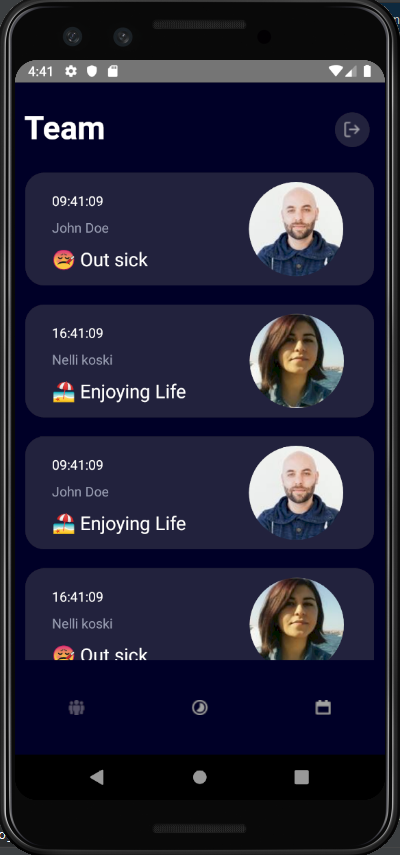 4:41
Team
09:41:09
John Doe
🤒 Out sick
16:41:09
Nelli koski
🏖 Enjoying Life
09:41:09
John Doe
🏖 Enjoying Life
16:41:09
Nelli koski
🤒 Out sick